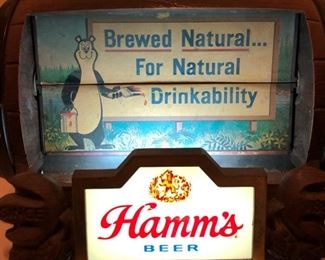 Brewed Natural...
For Natural
Drinkability
Hamm's
BEER